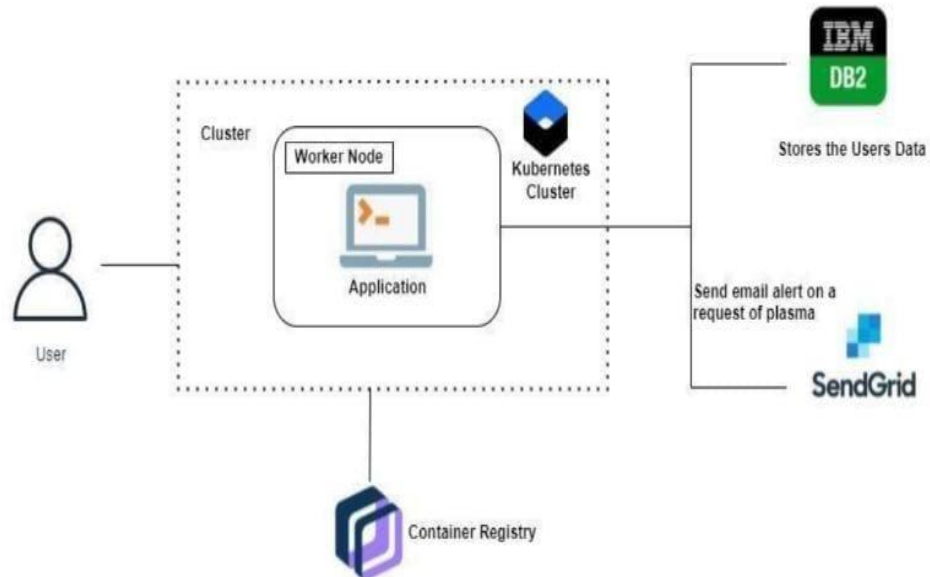 IBM
DB2
Stores the Users Data
Cluster
Worker Node
Kubernetes
Cluster
Application
User
Send email alert on a
request of plasma
SendGrid
Container Registry